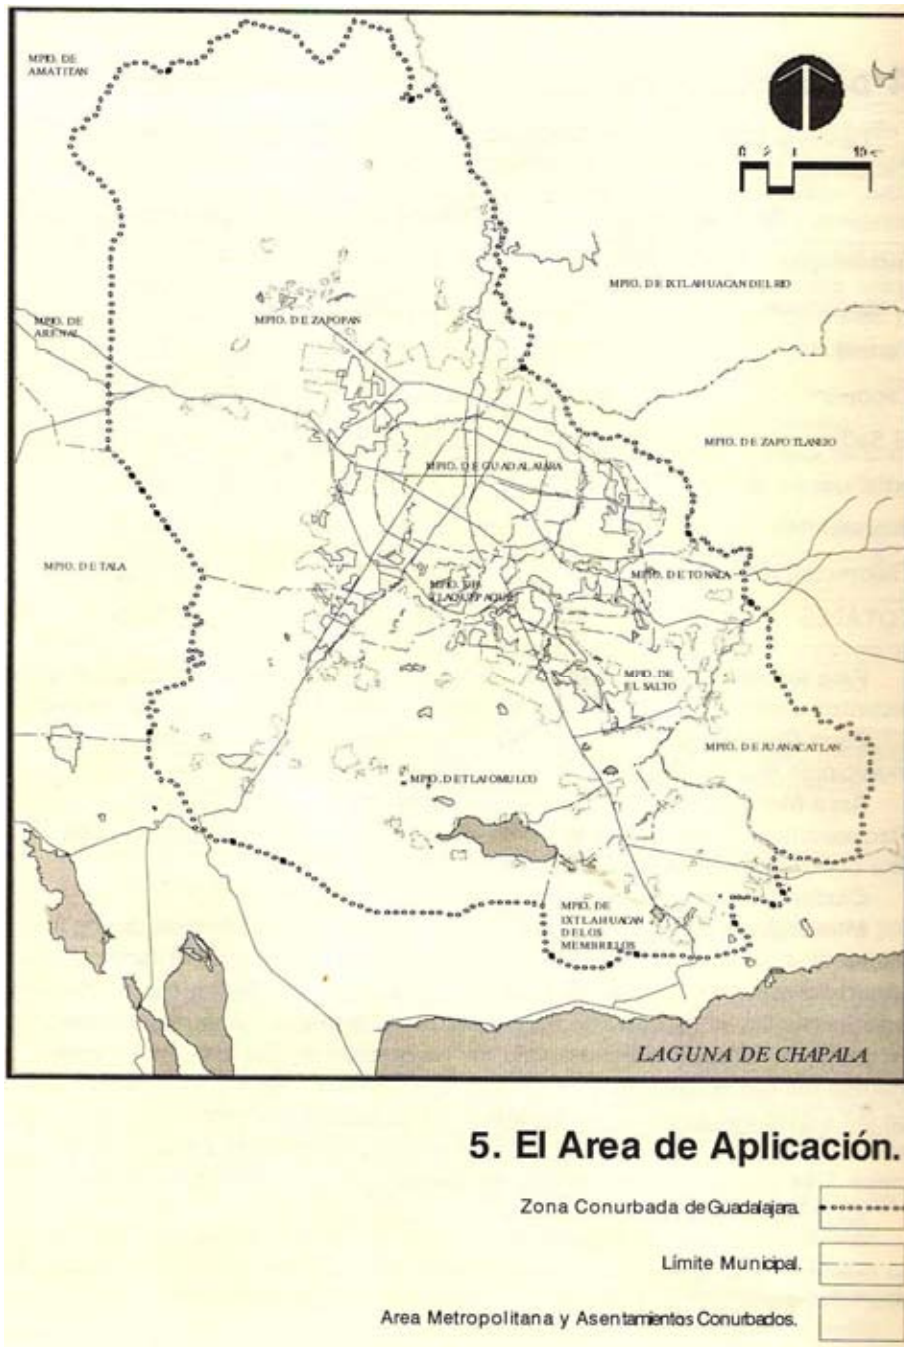 MPIO. DE
AMATITAN
MPIO. DE IXTLAHUACAN DEL RIO
MPIO. DE
ARENAL
MPIO. DE ZAPOPAN
MPIO. DE ZAPOTLANEJO
MPIO. DE GUADALAJARA
MPIO. DE TALA
MPIO. DE TONALA
MPIO. DE
TLAQUEPAQUE
MPIO. DE
EL SALTO
MPIO. DE JUANACATLAN
MPIO. DE TLAJOMULCO
MPIO. DE
IXTLAHUACAN
DE LOS
MEMBRILLOS
LAGUNA DE CHAPALA
5. El Area de Aplicación.
Zona Conurbada de Guadalajara.
Límite Municipal.
Area Metropolitana y Asentamientos Conurbados.